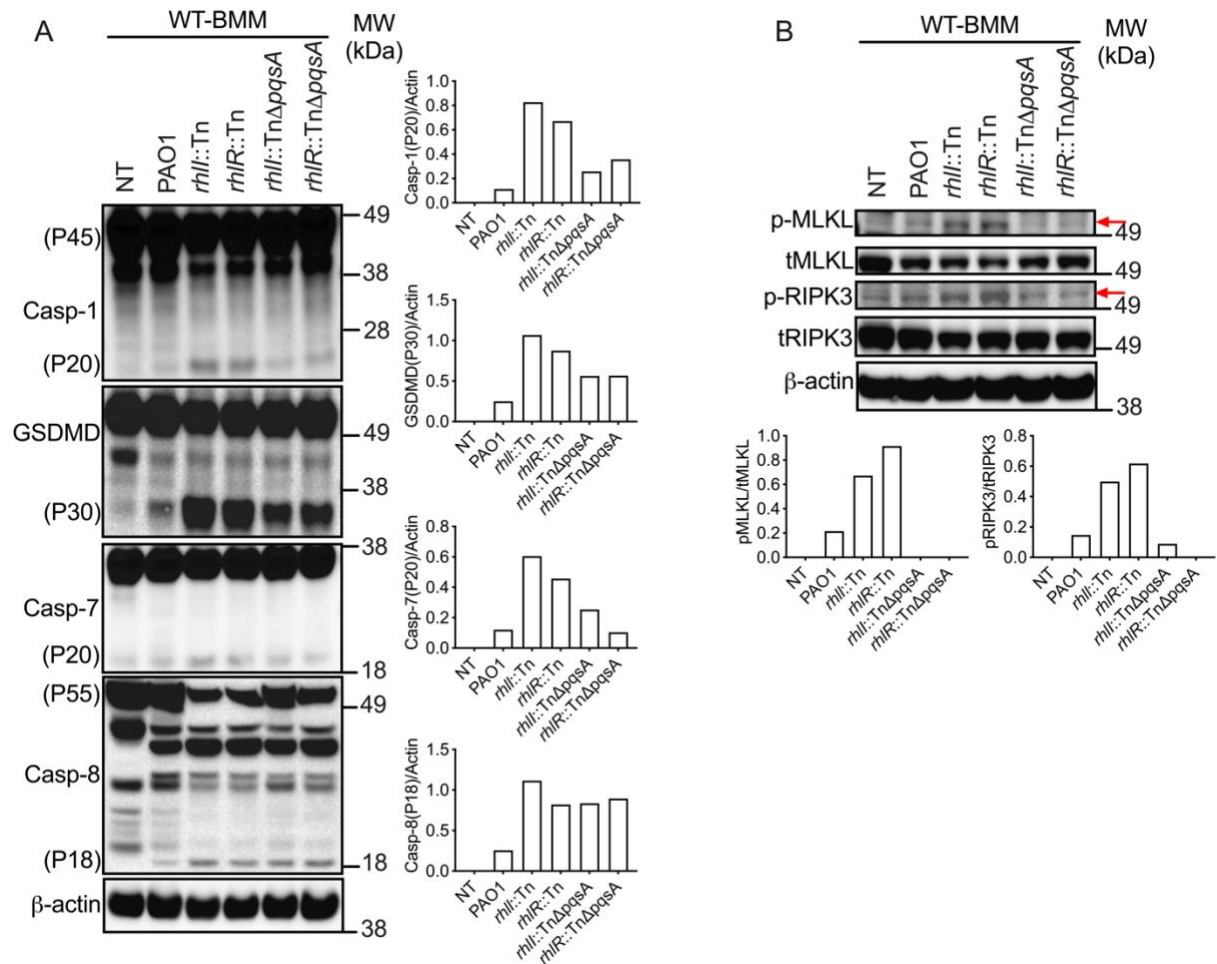 A
WT-BMM
MW
(kDa)
NT
PAO1
rhlI::Tn
rhlR::Tn
rhlI::TnΔpqsA
rhlR::TnΔpqsA
(P45)
Casp-1
(P20)
49
38
28
GSDMD
(P30)
49
38
Casp-7
(P20)
38
18
(P55)
Casp-8
(P18)
49
18
β-actin
38
Casp-1(P20)/Actin
1.0
0.8
0.6
0.4
0.2
0.0
NT
PAO1
rhlI::Tn
rhlR::Tn
rhlI::TnΔpqsA
rhlR::TnΔpqsA
GSDMD(P30)/Actin
1.5
1.0
0.5
0.0
NT
PAO1
rhlI::Tn
rhlR::Tn
rhlI::TnΔpqsA
rhlR::TnΔpqsA
Casp-7(P20)/Actin
0.8
0.6
0.4
0.2
0.0
NT
PAO1
rhlI::Tn
rhlR::Tn
rhlI::TnΔpqsA
rhlR::TnΔpqsA
Casp-8(P18)/Actin
1.5
1.0
0.5
0.0
NT
PAO1
rhlI::Tn
rhlR::Tn
rhlI::TnΔpqsA
rhlR::TnΔpqsA
B
WT-BMM
MW
(kDa)
NT
PAO1
rhlI::Tn
rhlR::Tn
rhlI::TnΔpqsA
rhlR::TnΔpqsA
p-MLKL
49
tMLKL
49
p-RIPK3
49
tRIPK3
49
β-actin
38
pMLKL/tMLKL
1.0
0.8
0.6
0.4
0.2
0.0
NT
PAO1
rhlI::Tn
rhlR::Tn
rhlI::TnΔpqsA
rhlR::TnΔpqsA
pRIPK3/tRIPK3
0.8
0.6
0.4
0.2
0.0
NT
PAO1
rhlI::Tn
rhlR::Tn
rhlI::TnΔpqsA
rhlR::TnΔpqsA